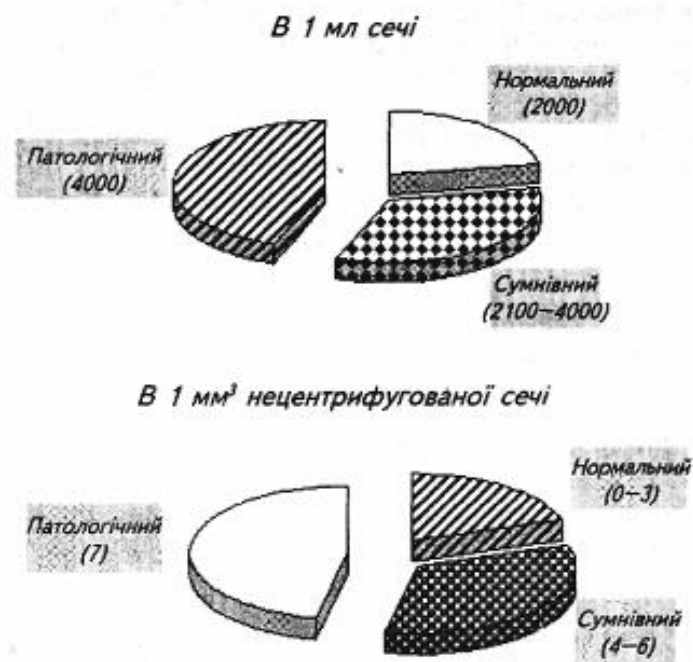 В 1 мл сечі
Нормальний
(2000)
Патологічний
(4000)
Сумнівний
(2100—4000)
В 1 мм³ нецентрифугованої сечі
Нормальний
(0—3)
Патологічний
(7)
Сумнівний
(4—6)